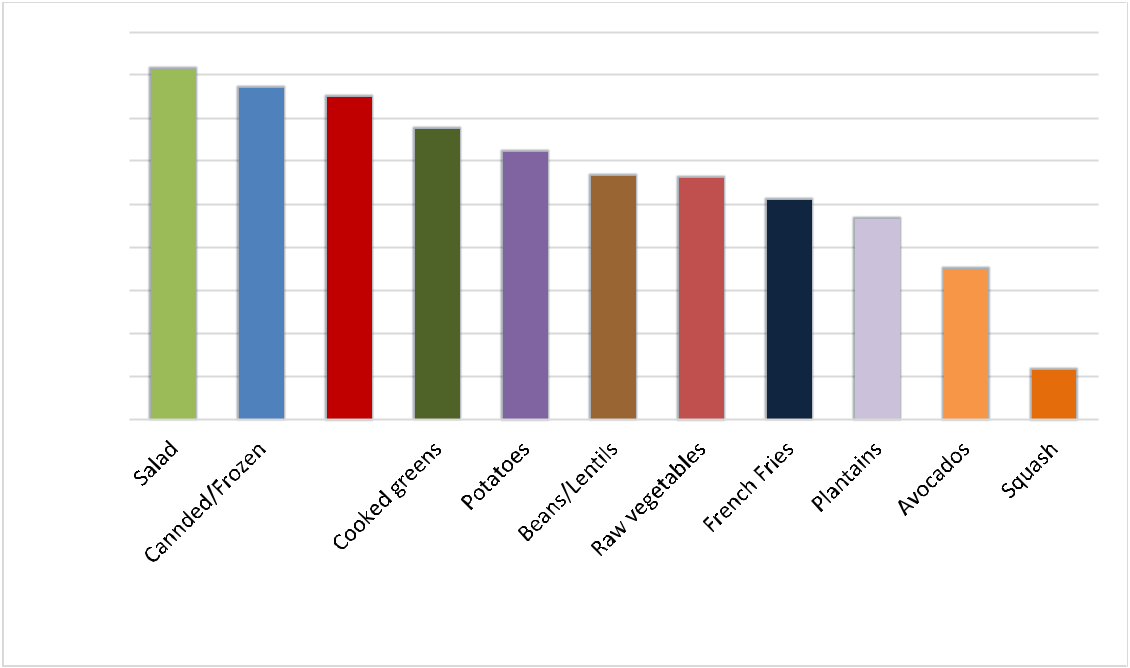 Salad
Cannded/Frozen
Cooked greens
Potatoes
Beans/Lentils
Raw vegetables
French Fries
Plantains
Avocados
Squash